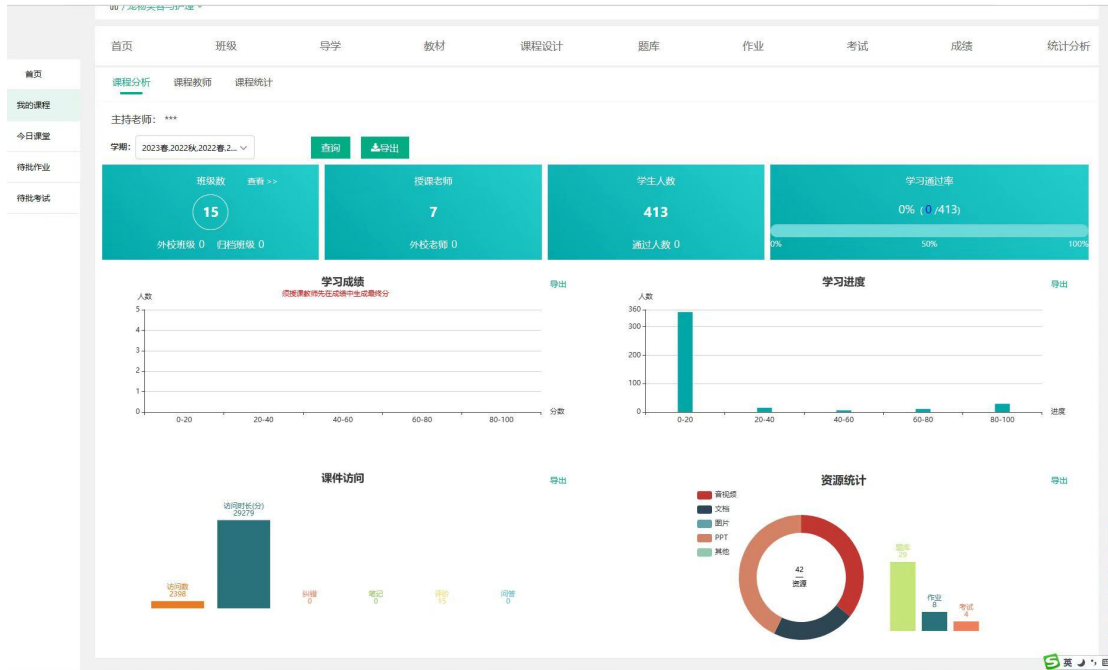 首页 班级 导学 教材 课程设计 题库 作业 考试 成绩 统计分析
首页
我的课程
今日课堂
待批作业
待批考试
课程分析 课程教师 课程统计
主持老师: ***
学期: 2023春,2022秋,2022春,2...
查询 导出
班级数 查看 >>
15
外校班级 0 归档班级 0
授课老师
7
外校老师 0
学生人数
413
通过人数 0
学习通过率
0% ( 0 /413)
0% 50% 100%
学习成绩
须授课教师先在成绩中生成最终分
导出
人数
5
4
3
2
1
0
0-20 20-40 40-60 60-80 80-100
分数
学习进度
导出
人数
360
300
200
100
0
0-20 20-40 40-60 60-80 80-100
进度
课件访问
导出
访问数
2398
访问时长(分)
29279
纠错
0
笔记
0
评价
15
问答
0
资源统计
导出
音视频
文档
图片
PPT
其他
42
资源
题库
29
作业
8
考试
4
英